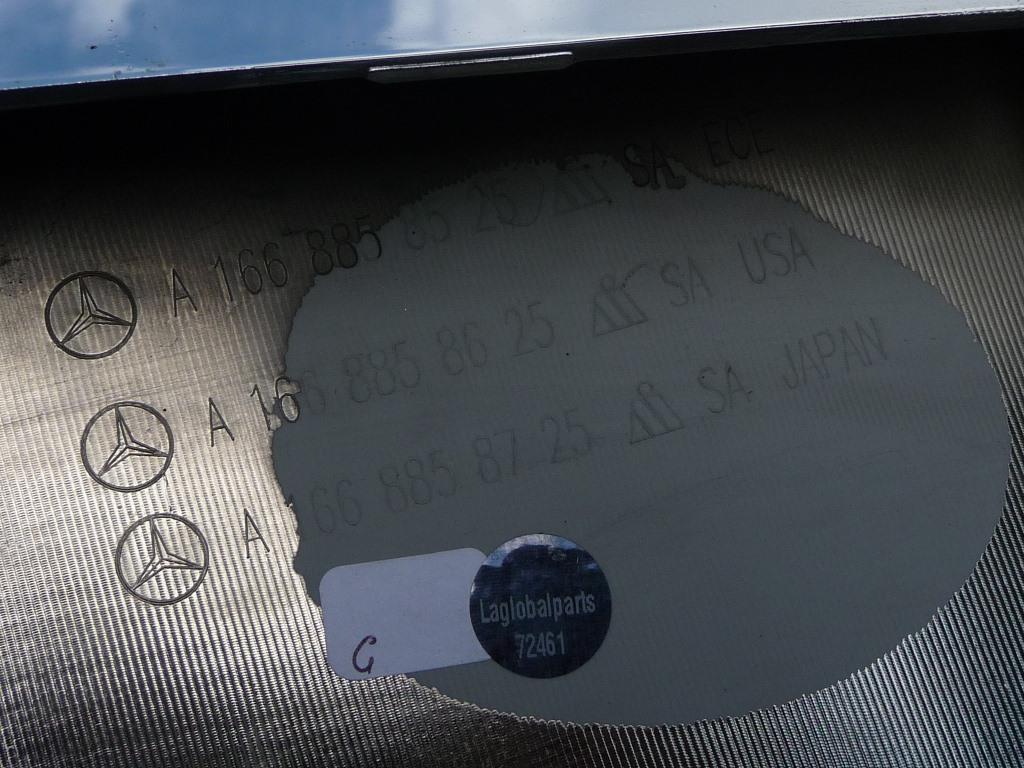 A 166 885 85 25 SA ECE
A 166 885 86 25 SA USA
A 166 885 87 25 SA JAPAN
G
Laglobalparts
72461